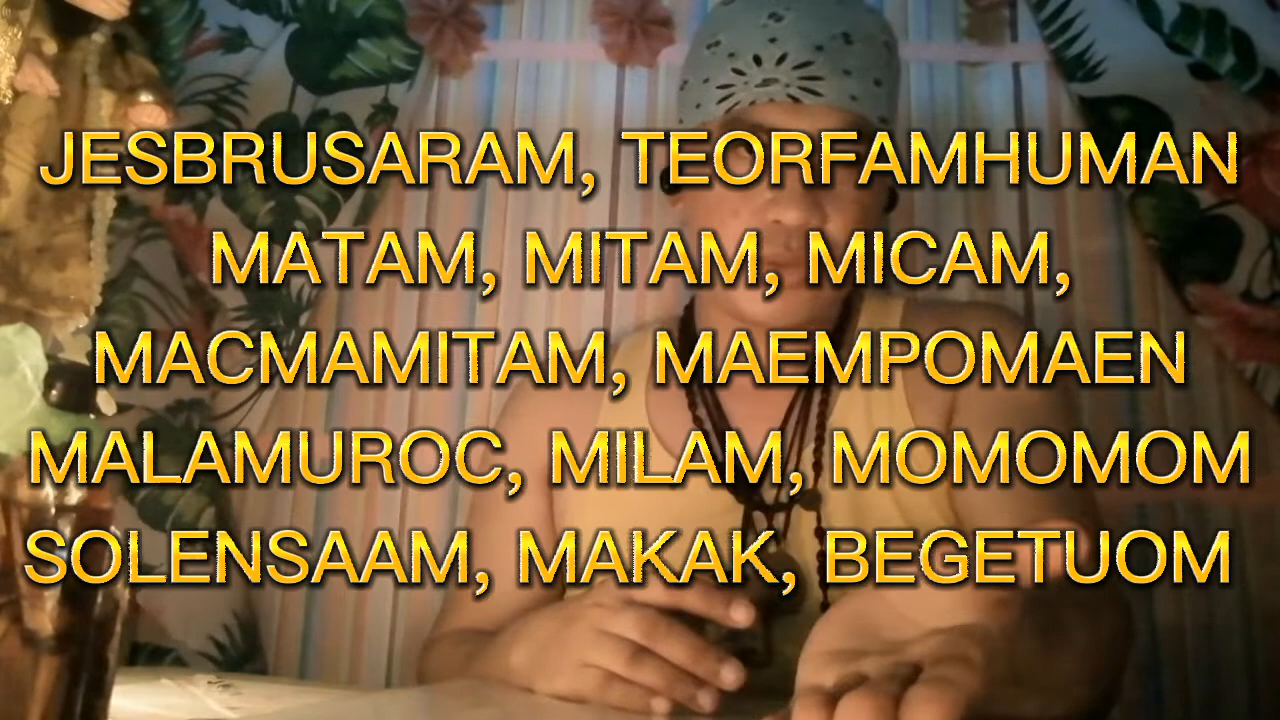 JESBRUSARAM, TEORFAMHUMAN
MATAM, MITAM, MICAM,
MACMAMITAM, MAEMPOMAEN
MALAMUROC, MILAM, MOMOMOM
SOLENSAAM, MAKAK, BEGETUOM